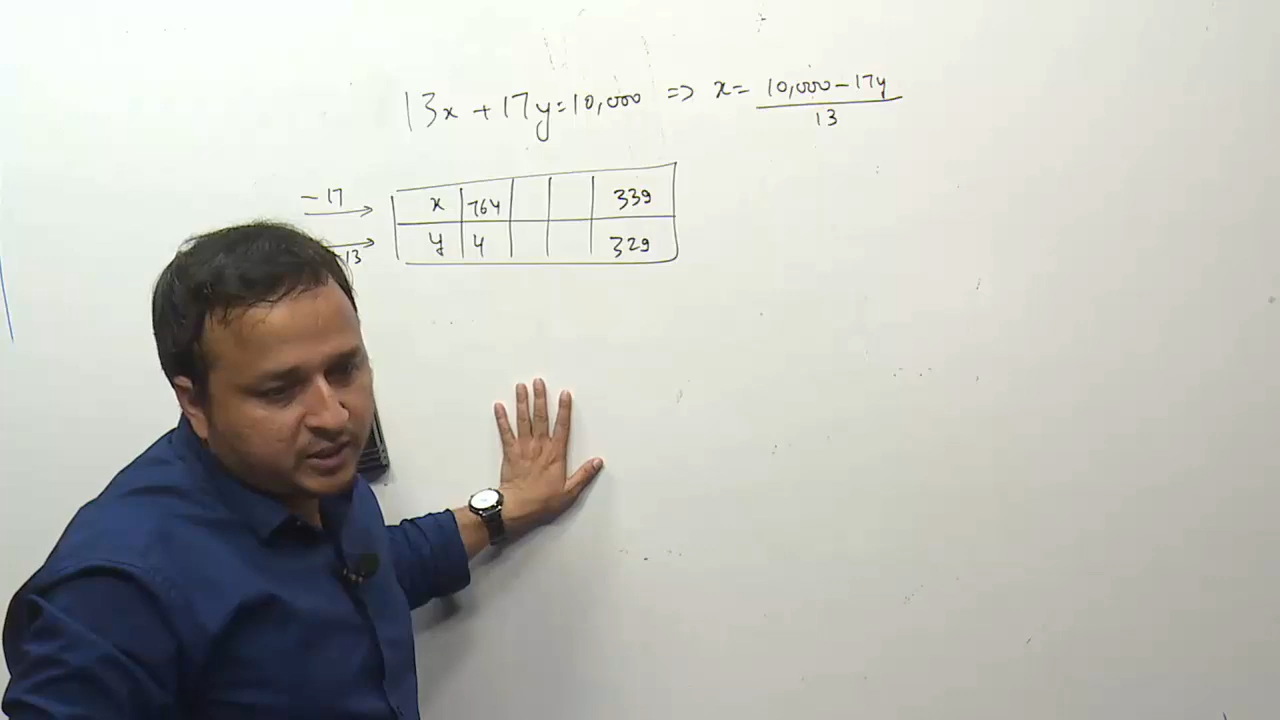 13x + 17y = 10,000 => x = 10,000 - 17y / 13
-17
x 764 339
y 4 329
13